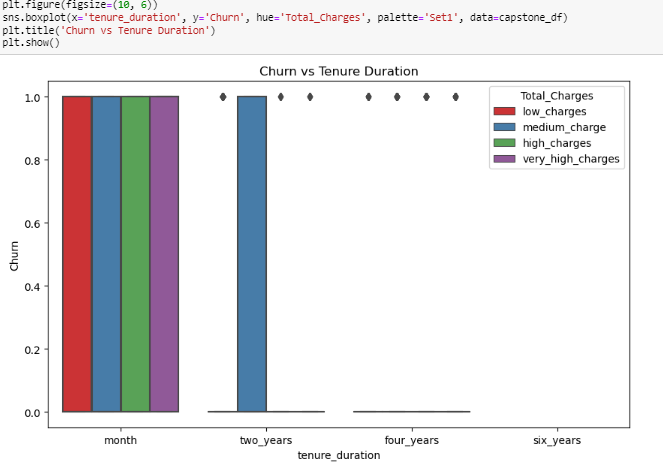 plt.figure(figsize=(10, 6))
sns.boxplot(x='tenure_duration', y='Churn', hue='Total_Charges', palette='Set1', data=capstone_df)
plt.title('Churn vs Tenure Duration')
plt.show()
Churn vs Tenure Duration
Total_Charges
low_charges
medium_charge
high_charges
very_high_charges
1.0
0.8
0.6
0.4
0.2
0.0
Churn
month two_years four_years six_years
tenure_duration